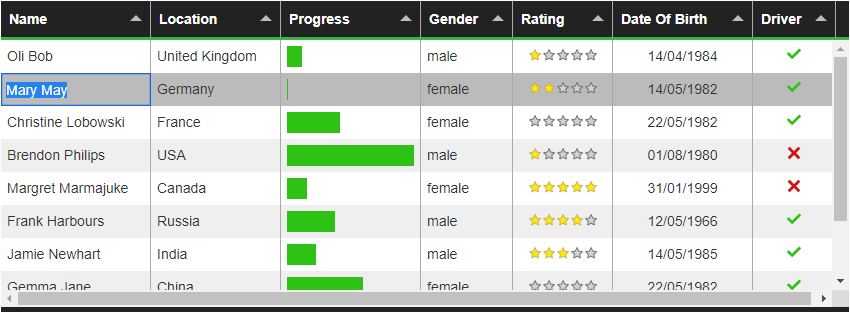 Name Location Progress Gender Rating Date Of Birth Driver
Oli Bob United Kingdom male 14/04/1984
Mary May Germany female 14/05/1982
Christine Lobowski France female 22/05/1982
Brendon Philips USA male 01/08/1980
Margret Marmajuke Canada female 31/01/1999
Frank Harbours Russia male 12/05/1966
Jamie Newhart India male 14/05/1985
Gemma Jane China female 22/05/1982